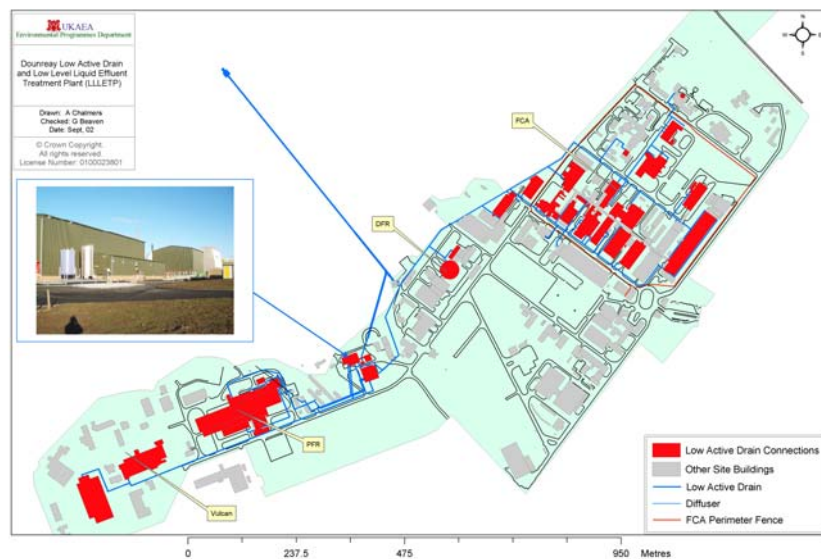 UKAEA
Environmental Programmes Department
Dounreay Low Active Drain
and Low Level Liquid Effluent
Treatment Plant (LLLETP)
Drawn: A Chalmers
Checked: G Beaven
Date: Sept, 02
© Crown Copyright.
All rights reserved.
License Number: 0100023801
N
W
E
S
FCA
DFR
PFR
Vulcan
Low Active Drain Connections
Other Site Buildings
Low Active Drain
Diffuser
FCA Perimeter Fence
0 237.5 475 950 Metres